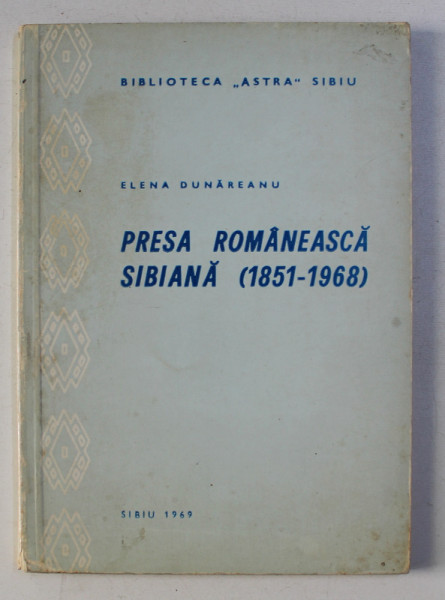 BIBLIOTECA „ASTRA“ SIBIU
ELENA DUNĂREANU
PRESA ROMÂNEASCĂ
SIBIANĂ (1851-1968)
SIBIU 1969